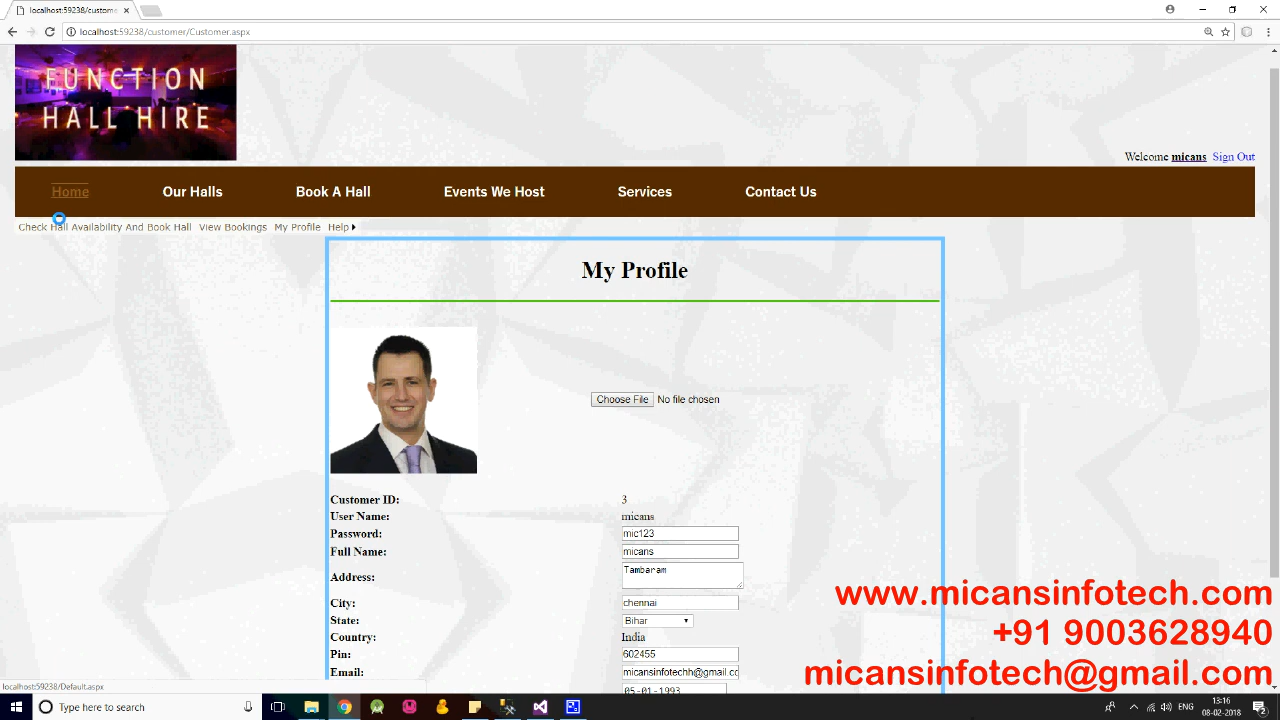 localhost:59238/custome
localhost:59238/customer/Customer.aspx
FUNCTION
HALL HIRE
Welcome micans Sign Out
Home Our Halls Book A Hall Events We Host Services Contact Us
Check Hall Availability And Book Hall View Bookings My Profile Help
My Profile
Choose File No file chosen
Customer ID: 3
User Name: micans
Password: mic123
Full Name: micans
Address: Tambaram
City: chennai
State: Bihar
Country: India
Pin: 602455
Email: micansinfotechh@gmail.cc
05-01-1993
www.micansinfotech.com
+91 9003628940
micansinfotech@gmail.com
localhost:59238/Default.aspx
Type here to search
ENG
13:16
08-02-2018
2